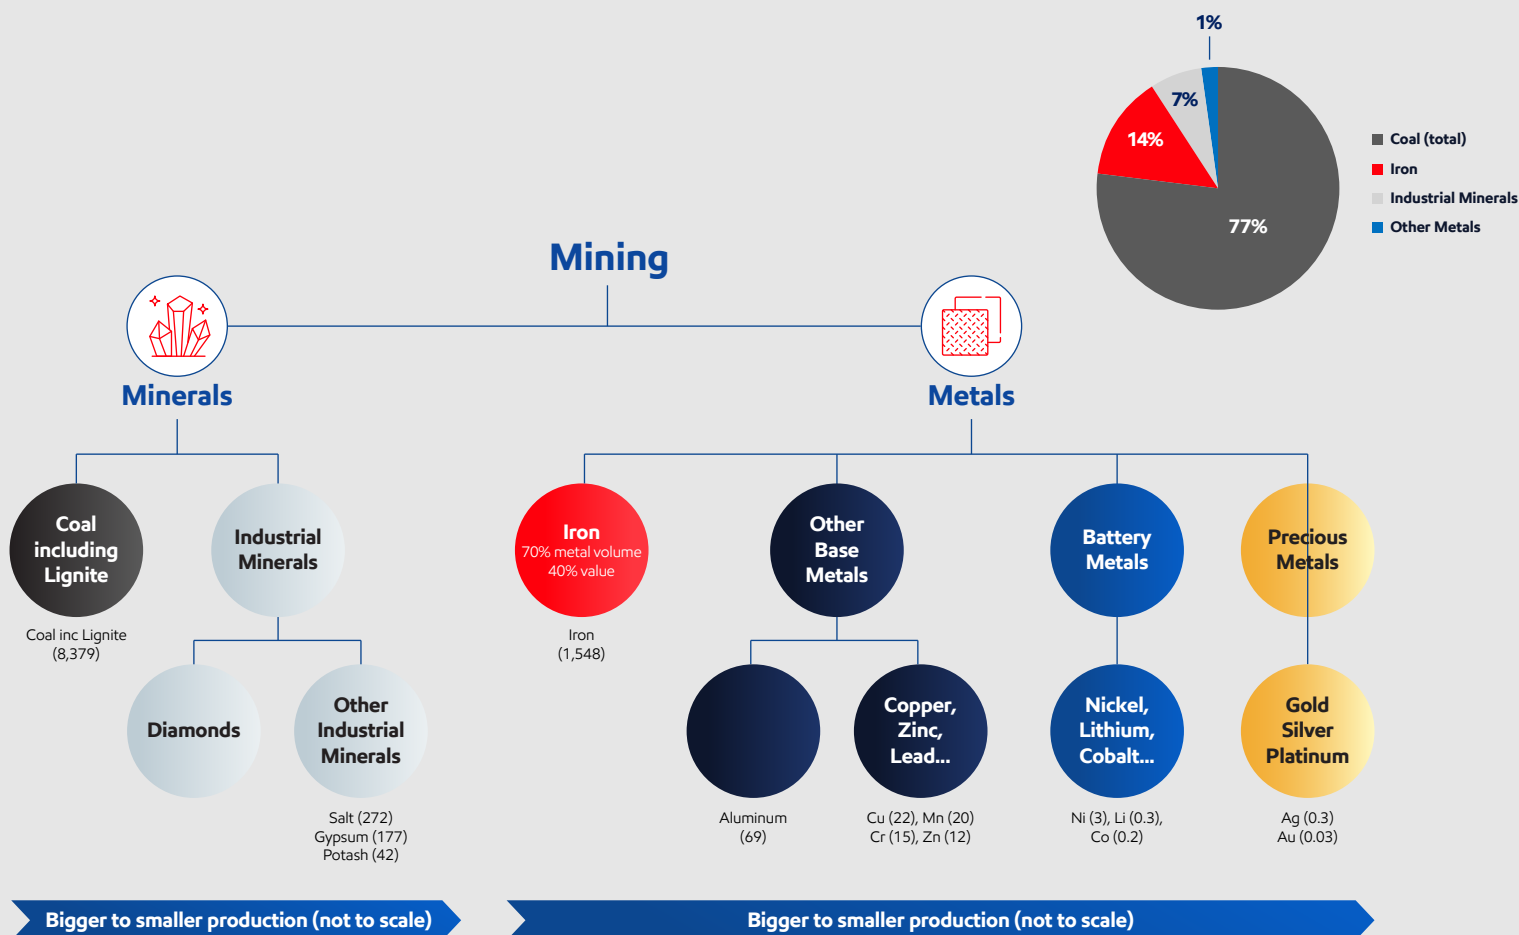 1%
7%
14%
77%
Coal (total)
Iron
Industrial Minerals
Other Metals
Mining
Minerals
Metals
Coal
including
Lignite
Coal inc Lignite
(8,379)
Industrial
Minerals
Diamonds
Other
Industrial
Minerals
Salt (272)
Gypsum (177)
Potash (42)
Iron
70% metal volume
40% value
Iron
(1,548)
Other
Base
Metals
Aluminum
(69)
Copper,
Zinc,
Lead...
Cu (22), Mn (20)
Cr (15), Zn (12)
Battery
Metals
Nickel,
Lithium,
Cobalt...
Ni (3), Li (0.3),
Co (0.2)
Precious
Metals
Gold
Silver
Platinum
Ag (0.3)
Au (0.03)
Bigger to smaller production (not to scale)
Bigger to smaller production (not to scale)